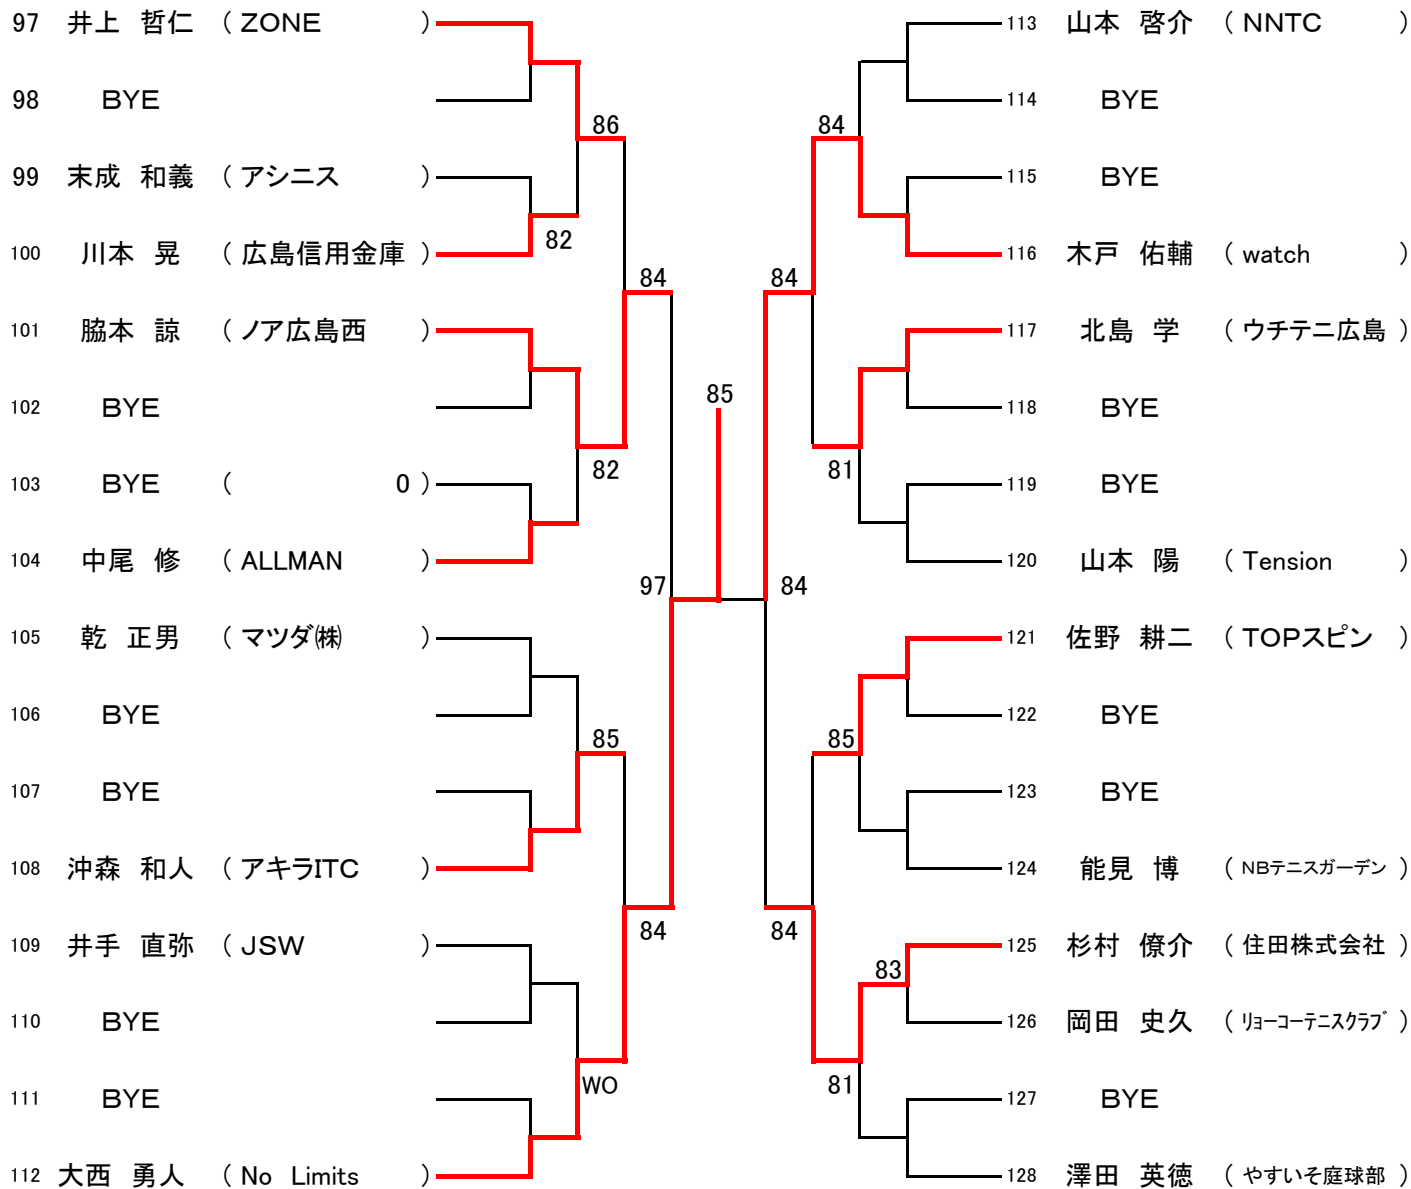 97 井上 哲仁 ( ZONE )
98 BYE
86
99 末成 和義 ( アシニス )
82
100 川本 晃 ( 広島信用金庫 )
84
101 脇本 諒 ( ノア広島西 )
102 BYE
82
103 BYE ( 0 )
104 中尾 修 ( ALLMAN )
97
105 乾 正男 ( マツダ㈱ )
106 BYE
85
107 BYE
108 沖森 和人 ( アキラITC )
84
109 井手 直弥 ( JSW )
110 BYE
WO
111 BYE
112 大西 勇人 ( No Limits )
85
113 山本 啓介 ( NNTC )
114 BYE
84
115 BYE
116 木戸 佑輔 ( watch )
84
117 北島 学 ( ウチテニ広島 )
118 BYE
81
119 BYE
120 山本 陽 ( Tension )
84
121 佐野 耕二 ( TOPスピン )
122 BYE
85
123 BYE
124 能見 博 ( NBテニスガーデン )
84
125 杉村 僚介 ( 住田株式会社 )
83
126 岡田 史久 ( リョーコーテニスクラブ )
81
127 BYE
128 澤田 英徳 ( やすいそ庭球部 )